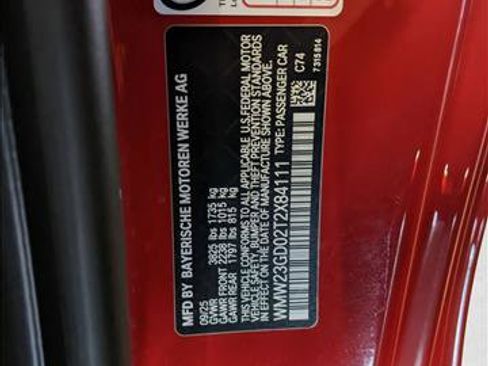 MFD BY BAYERISCHE MOTOREN WERKE AG
09/25
GVWR 3825 lbs 1735 kg
GAWR FRONT 2238 lbs 1015 kg
GAWR REAR 1797 lbs 815 kg
THIS VEHICLE CONFORMS TO ALL APPLICABLE U.S.FEDERAL MOTOR
VEHICLE SAFETY, BUMPER AND THEFT PREVENTION STANDARDS
IN EFFECT ON THE DATE OF MANUFACTURE SHOWN ABOVE.
WMW23GD02T2X84111 TYPE: PASSENGER CAR
C74
7 315 814